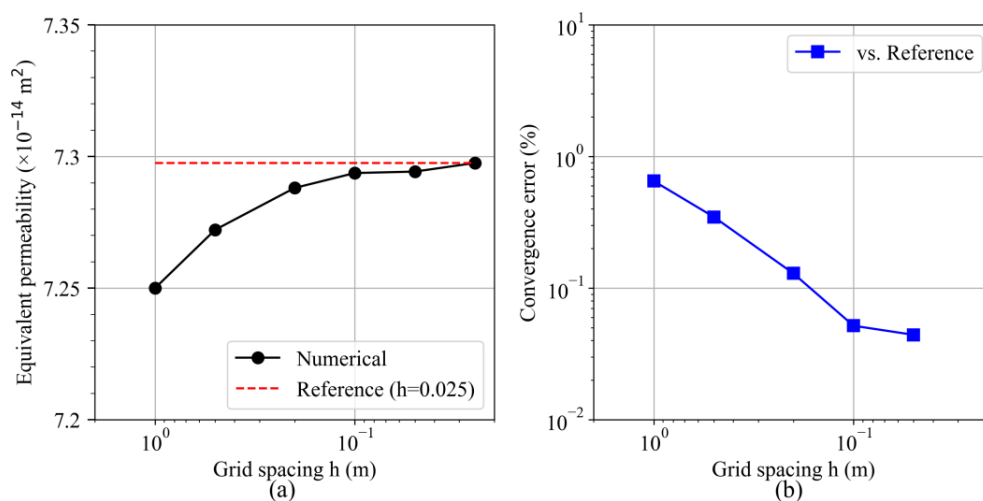 7.35
7.3
7.25
7.2
Equivalent permeability (×10⁻¹⁴ m²)
Numerical
Reference (h=0.025)
10⁰
10⁻¹
Grid spacing h (m)
(a)
10¹
10⁰
10⁻¹
10⁻²
Convergence error (%)
vs. Reference
10⁰
10⁻¹
Grid spacing h (m)
(b)